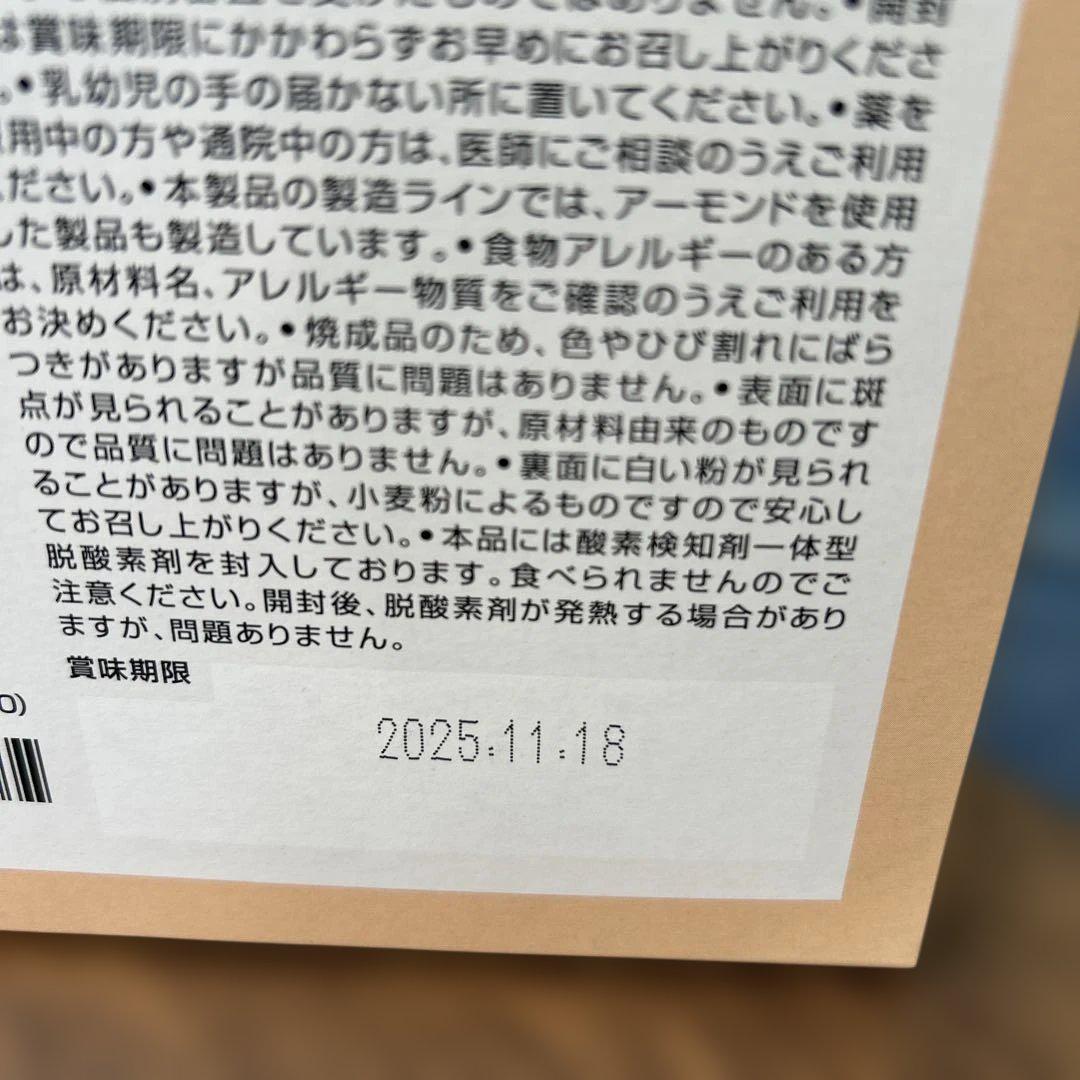 は賞味期限にかかわらずお早めにお召し上がりくださ
。•乳幼児の手の届かない所に置いてください。•薬を
用中の方や通院中の方は、医師にご相談のうえご利用
ください。•本製品の製造ラインでは、アーモンドを使用
した製品も製造しています。•食物アレルギーのある方
は、原材料名、アレルギー物質をご確認のうえご利用を
お決めください。•焼成品のため、色やひび割れにばら
つきがありますが品質に問題はありません。•表面に斑
点が見られることがありますが、原材料由来のものです
ので品質に問題はありません。•裏面に白い粉が見られ
ることがありますが、小麦粉によるものですので安心し
てお召し上がりください。•本品には酸素検知剤一体型
脱酸素剤を封入しております。食べられませんのでご
注意ください。開封後、脱酸素剤が発熱する場合があり
ますが、問題ありません。
賞味期限
0)
2025.11.18